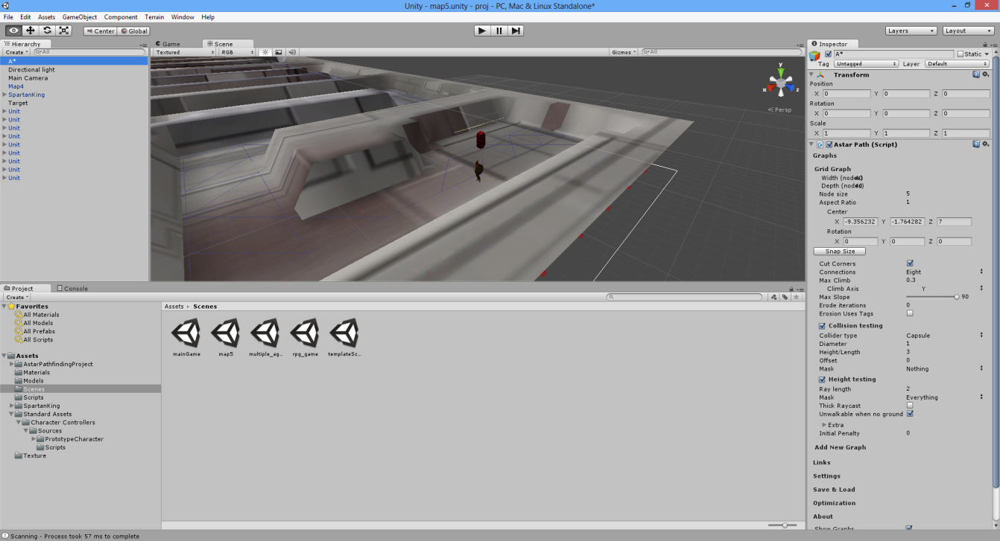 Unity - map5.unity - proj - PC, Mac & Linux Standalone*
File Edit Assets GameObject Component Terrain Window Help
Center Global Layers Layout
Hierarchy
Create All
A*
Directional light
Main Camera
Map4
SpartanKing
Target
Unit
Unit
Unit
Unit
Unit
Unit
Unit
Unit
Unit
Game Scene
Textured RGB Gizmos All
y
x z
Persp
Inspector
A* Static
Tag Untagged Layer Default
Transform
Position
X 0 Y 0 Z 0
Rotation
X 0 Y 0 Z 0
Scale
X 1 Y 1 Z 1
Astar Path (Script)
Graphs
Grid Graph
Width (nodes) 40
Depth (nodes) 40
Node size 5
Aspect Ratio 1
Center
X -9.356232 Y -1.764282 Z 7
Rotation
X 0 Y 0 Z 0
Snap Size
Cut Corners
Connections Eight
Max Climb 0.3
Climb Axis Y
Max Slope 90
Erode iterations 0
Erosion Uses Tags
Collision testing
Collider type Capsule
Diameter 1
Height/Length 3
Offset 0
Mask Nothing
Height testing
Ray length 2
Mask Everything
Thick Raycast
Unwalkable when no ground
Extra
Initial Penalty 0
Add New Graph
Links
Settings
Save & Load
Optimization
About
Show Graphs
Project Console
Create
Favorites
All Materials
All Models
All Prefabs
All Scripts
Assets
AstarPathfindingProject
Materials
Models
Scenes
Scripts
SpartanKing
Standard Assets
Character Controllers
Sources
PrototypeCharacter
Scripts
Texture
Assets Scenes
mainGame map5 multiple_ag... rpg_game templateSc...
Scanning - Process took 57 ms to complete